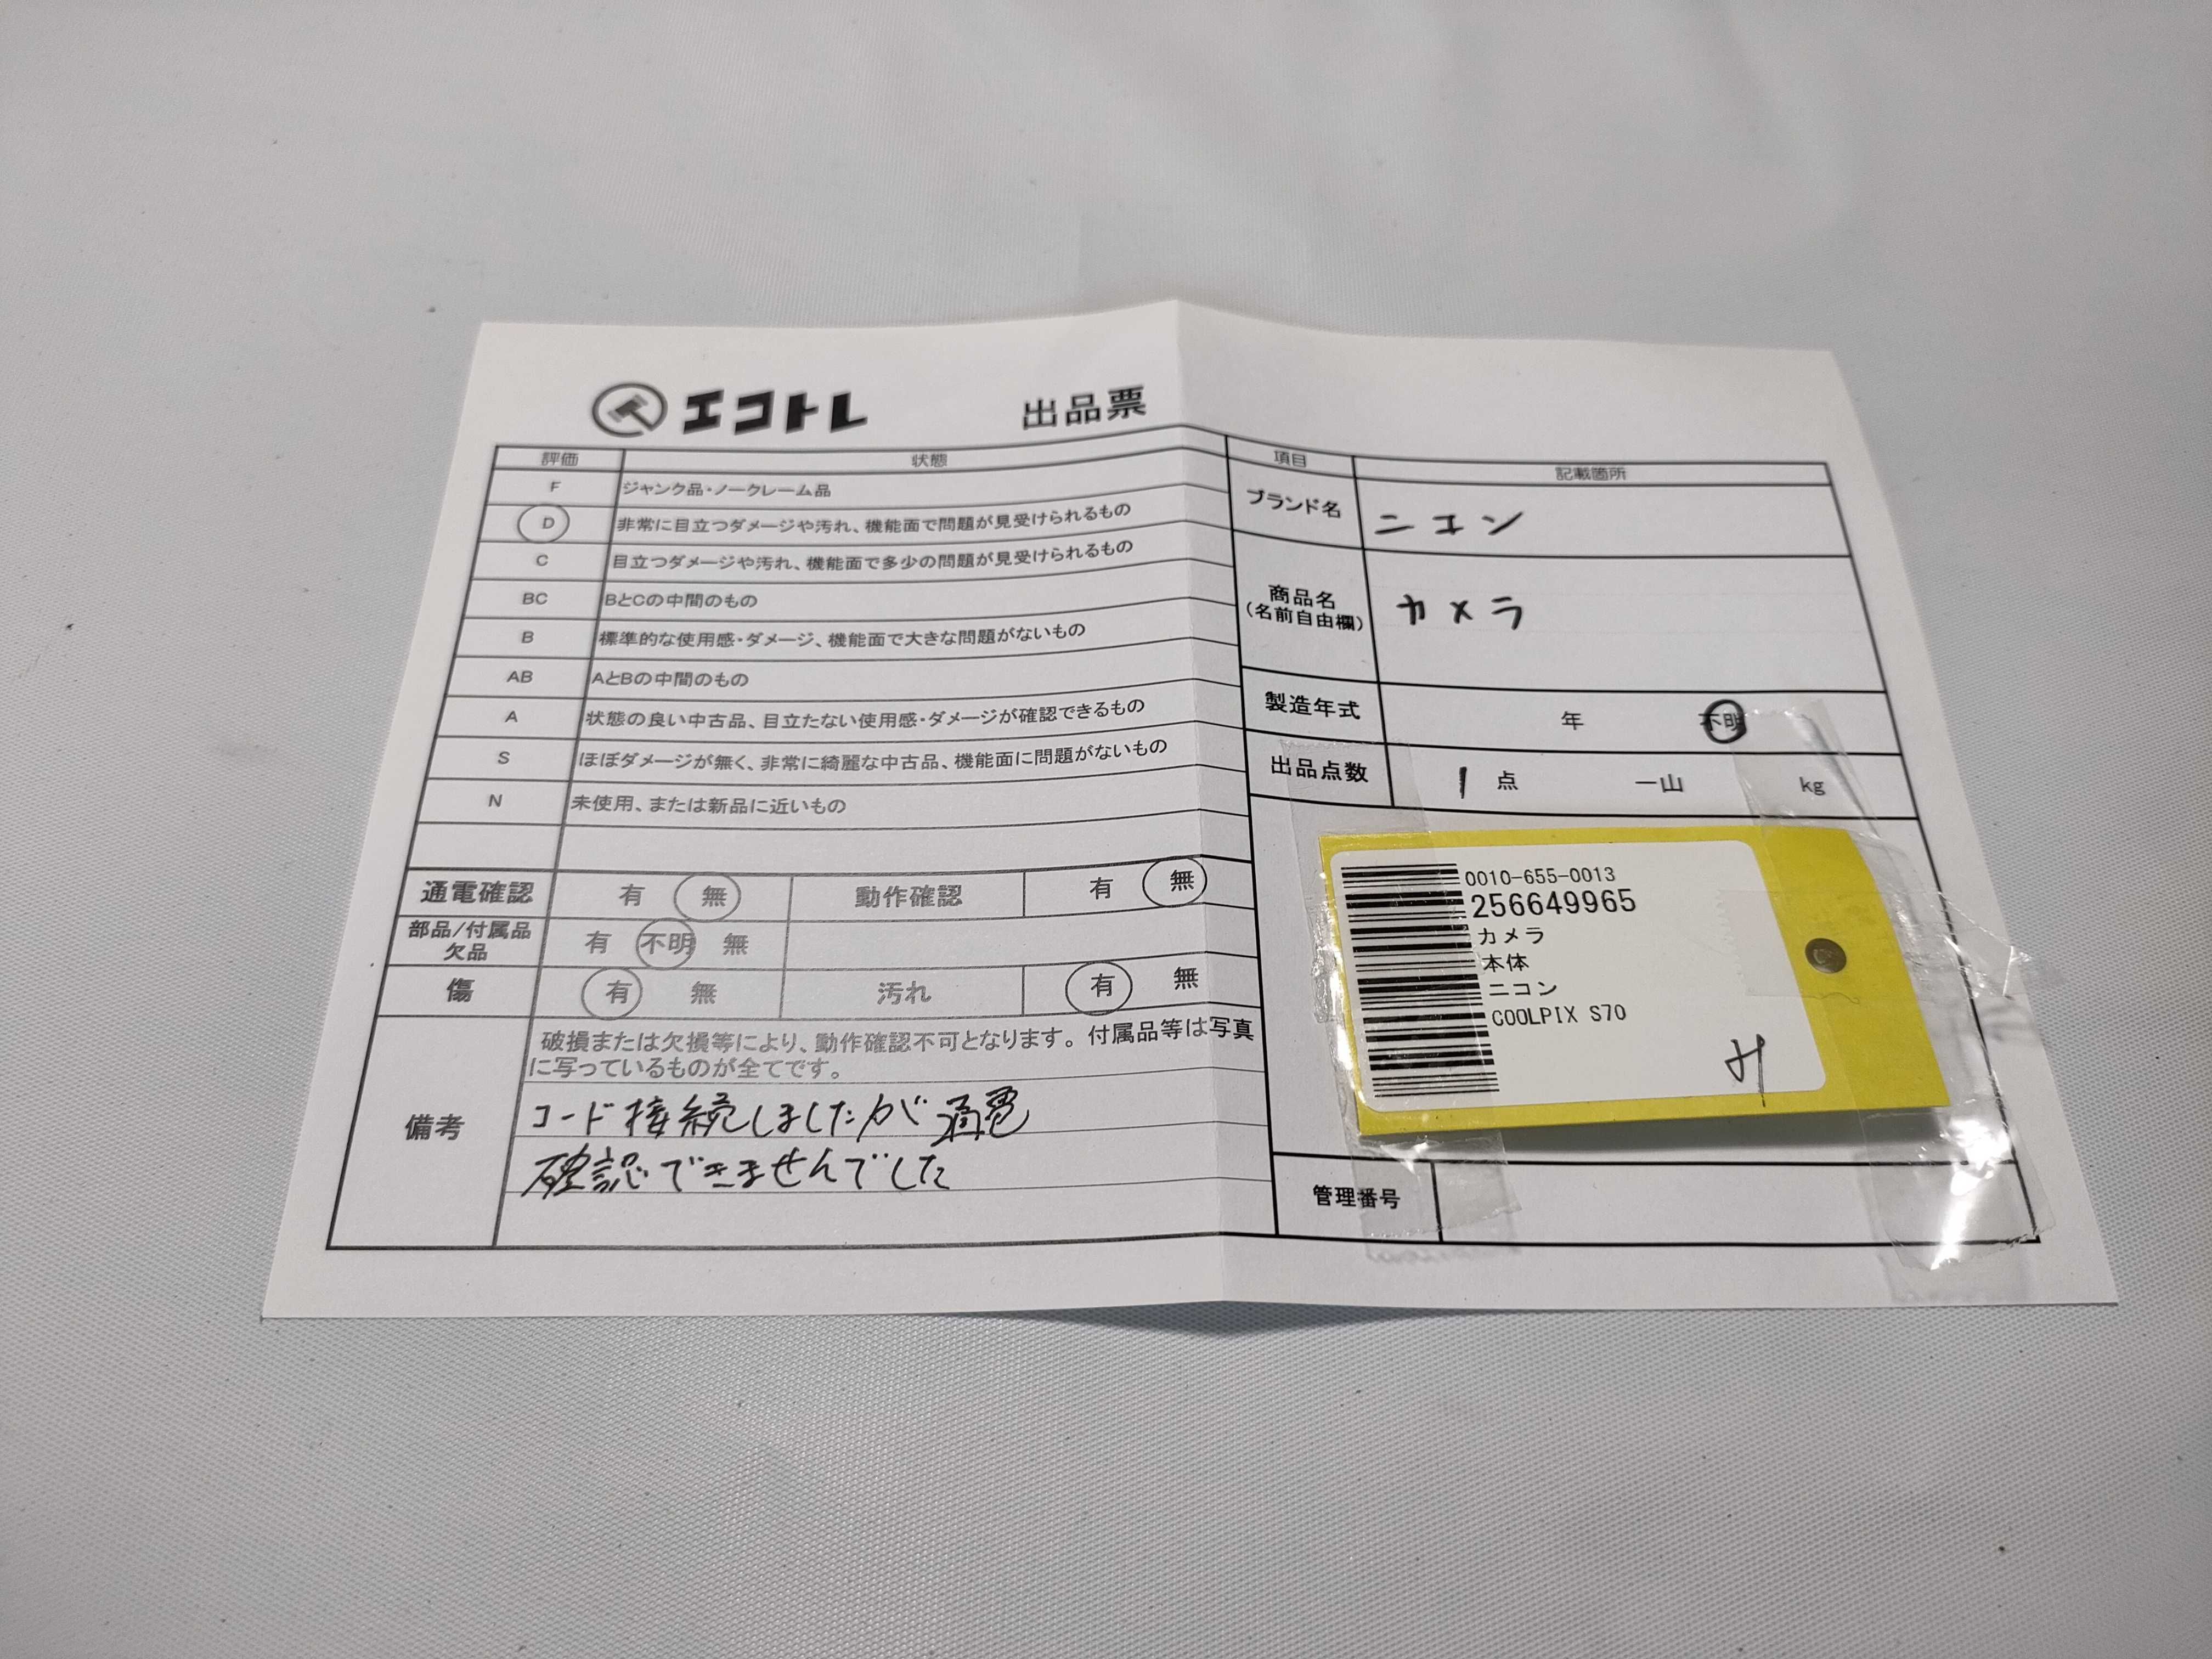 エコトレ 出品票
評価 状態
F ジャンク品・ノークレーム品
D 非常に目立つダメージや汚れ、機能面で問題が見受けられるもの
C 目立つダメージや汚れ、機能面で多少の問題が見受けられるもの
BC BとCの中間のもの
B 標準的な使用感・ダメージ、機能面で大きな問題がないもの
AB AとBの中間のもの
A 状態の良い中古品、目立たない使用感・ダメージが確認できるもの
S ほぼダメージが無く、非常に綺麗な中古品、機能面に問題がないもの
N 未使用、または新品に近いもの
通電確認 有 無 動作確認 有 無
部品/付属品
欠品 有 不明 無
傷 有 無 汚れ 有 無
備考
破損または欠損等により、動作確認不可となります。付属品等は写真
に写っているものが全てです。
コード接続しましたが通電
確認できませんでした
項目 記載箇所
ブランド名 ニコン
商品名
(名前自由欄) カメラ
製造年式 年 不明
出品点数 1 点 一山 kg
0010-655-0013
256649965
カメラ
本体
ニコン
COOLPIX S70
管理番号